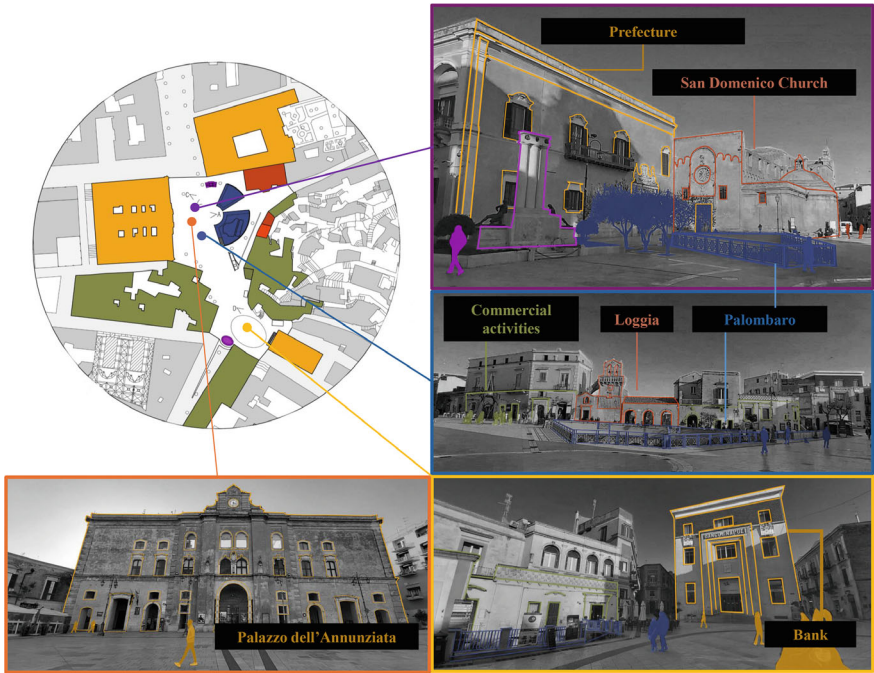 Prefecture
San Domenico Church
Commercial
activities
Loggia
Palombaro
Palazzo dell'Annunziata
Bank